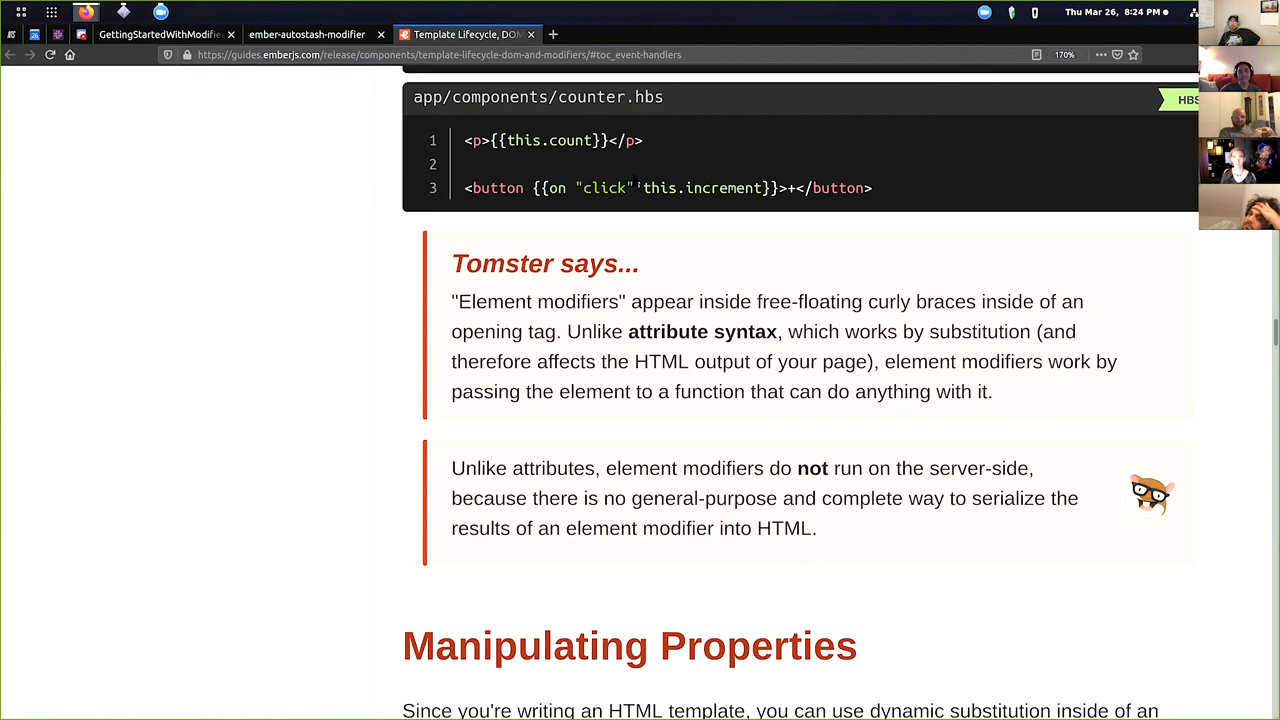 Thu Mar 26, 8:24 PM
GettingStartedWithModifie
ember-autostash-modifier
Template Lifecycle, DO
https://guides.emberjs.com/release/components/template-lifecycle-dom-and-modifiers/#toc_event-handlers
170%
app/components/counter.hbs
HBS
1 <p>{{this.count}}</p>
2
3 <button {{on "click" this.increment}}>+</button>
Tomster says...
"Element modifiers" appear inside free-floating curly braces inside of an
opening tag. Unlike attribute syntax, which works by substitution (and
therefore affects the HTML output of your page), element modifiers work by
passing the element to a function that can do anything with it.
Unlike attributes, element modifiers do not run on the server-side,
because there is no general-purpose and complete way to serialize the
results of an element modifier into HTML.
Manipulating Properties
Since you're writing an HTML template, you can use dynamic substitution inside of an